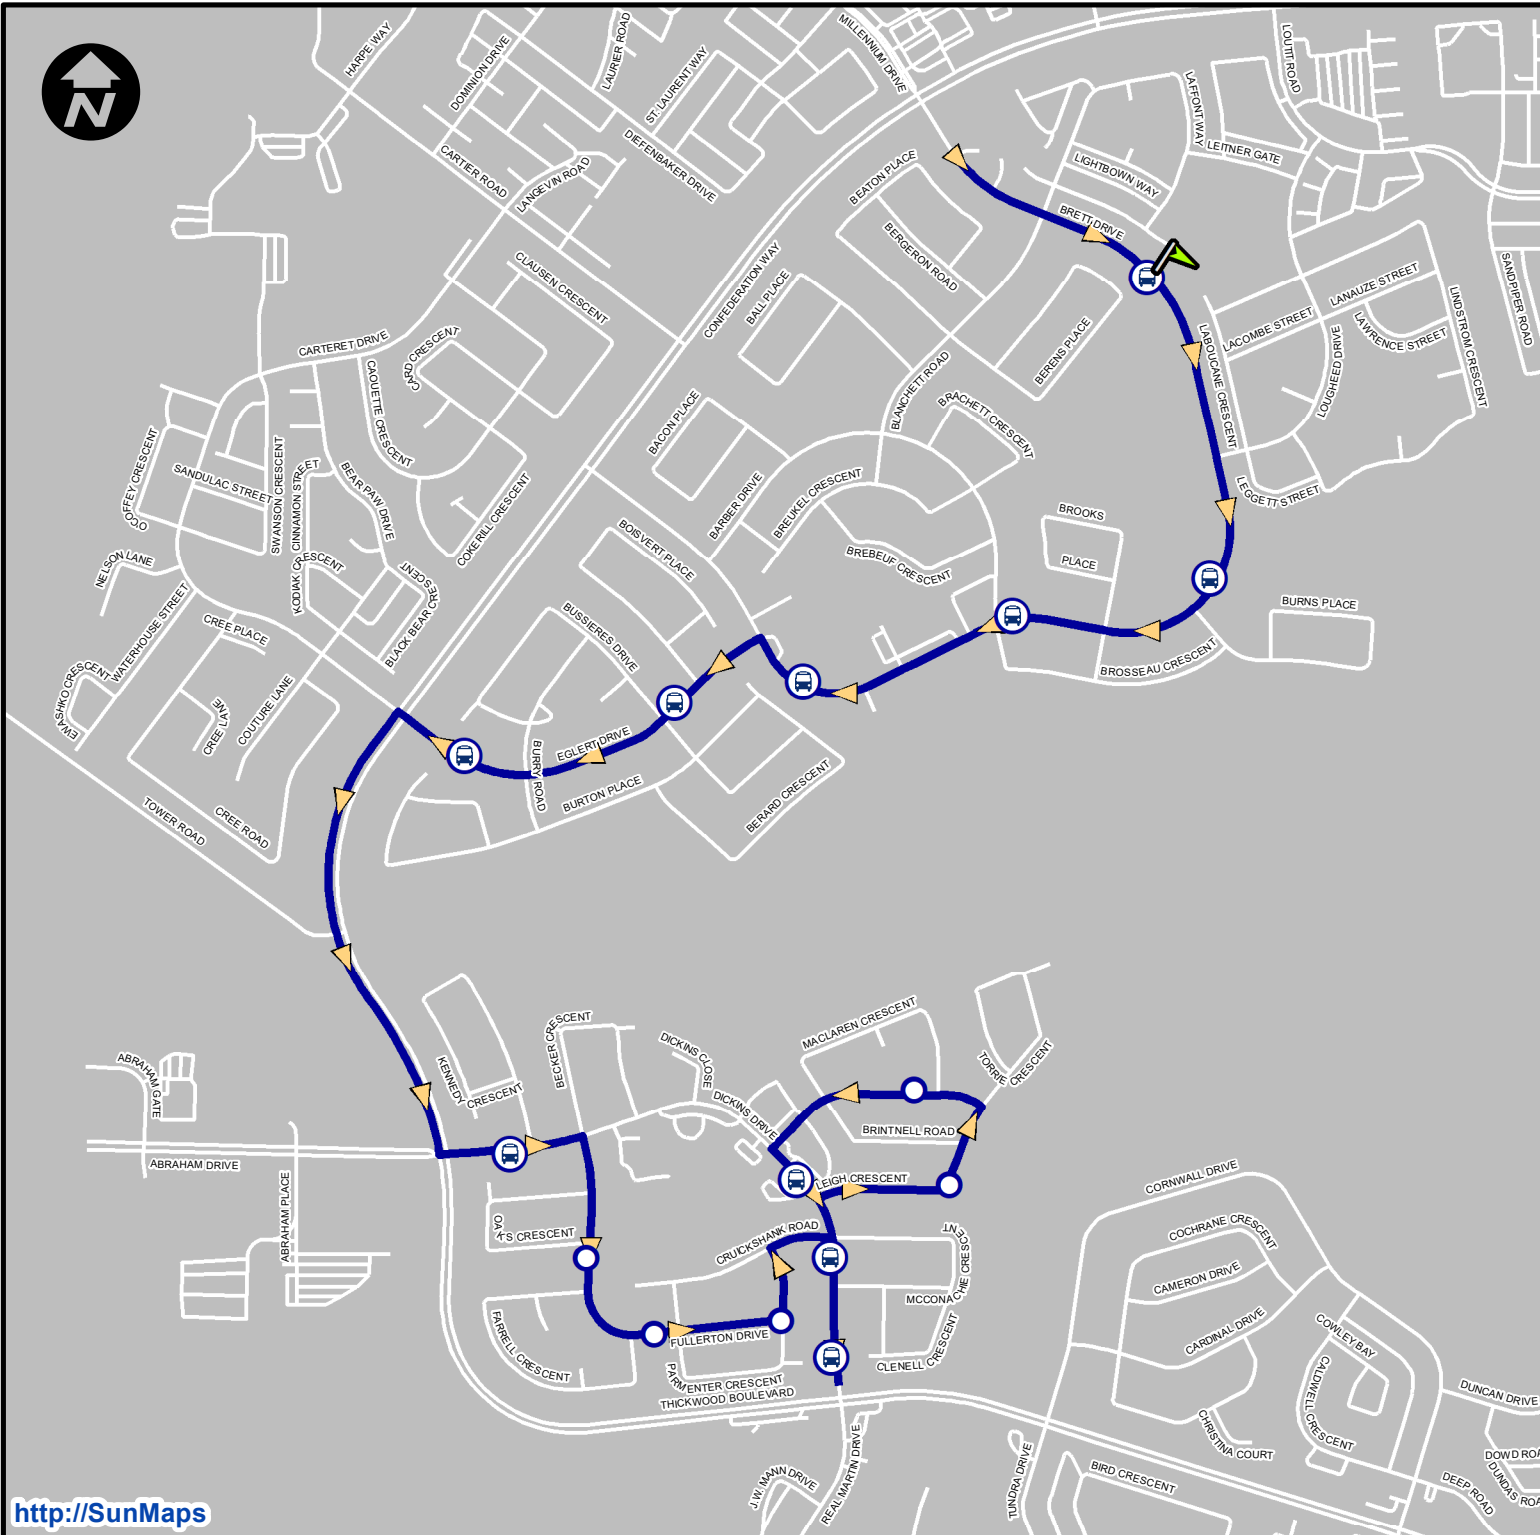 N
HARPE WAY
DOMINION DRIVE
LAURIER ROAD
ST. LAURENT WAY
MILLENNIUM DRIVE
LOUTIT ROAD
LAFFONT WAY
LEITNER GATE
LIGHTBOWN WAY
CARTIER ROAD
LANGEVIN ROAD
DIEFENBAKER DRIVE
BEATON PLACE
BRETT DRIVE
BERGERON ROAD
CLAUSEN CRESCENT
CONFEDERATION WAY
BALL PLACE
LANAUZE STREET
LACOMBE STREET
LAWRENCE STREET
LINDSTROM CRESCENT
SANDPIPER ROAD
LABOUCANE CRESCENT
LOUGHEED DRIVE
CARTERET DRIVE
CARD CRESCENT
CAOUETTE CRESCENT
BERENS PLACE
BLANCHETT ROAD
BRACHETT CRESCENT
BACON PLACE
O'COFFEY CRESCENT
SANDULAC STREET
SWANSON CRESCENT
CINNAMON STREET
BEAR PAW DRIVE
COKERILL CRESCENT
BARBER DRIVE
BREUKEL CRESCENT
LEGGETT STREET
BROOKS
PLACE
BOISVERT PLACE
BREBEUF CRESCENT
NELSON LANE
KODIAK CRESCENT
BLACK BEAR CRESCENT
WATERHOUSE STREET
CREE PLACE
BUSSIERES DRIVE
BURNS PLACE
BROSSEAU CRESCENT
EWASHKO CRESCENT
CREE LANE
COUTURE LANE
EGLERT DRIVE
BURRY ROAD
BURTON PLACE
BERARD CRESCENT
TOWER ROAD
CREE ROAD
MACLAREN CRESCENT
BECKER CRESCENT
DICKINS CLOSE
TORRIE CRESCENT
ABRAHAM GATE
KENNEDY
CRESCENT
DICKINS DRIVE
BRINTNELL ROAD
ABRAHAM DRIVE
ABRAHAM PLACE
LEIGH CRESCENT
CORNWALL DRIVE
OAKS CRESCENT
CRUICKSHANK ROAD
COCHRANE CRESCENT
CAMERON DRIVE
MCCONACHIE CRESCENT
FARRELL CRESCENT
FULLERTON DRIVE
CARDINAL DRIVE
COWLEY BAY
CLENELL CRESCENT
PARMENTER CRESCENT
THICKWOOD BOULEVARD
CALDWELL CRESCENT
DUNCAN DRIVE
CHRISTINA COURT
J.W. MANN DRIVE
REAL MARTIN DRIVE
TUNDRA DRIVE
BIRD CRESCENT
DEEP ROAD
DOWD ROA
DUNDAS ROA
http://SunMaps